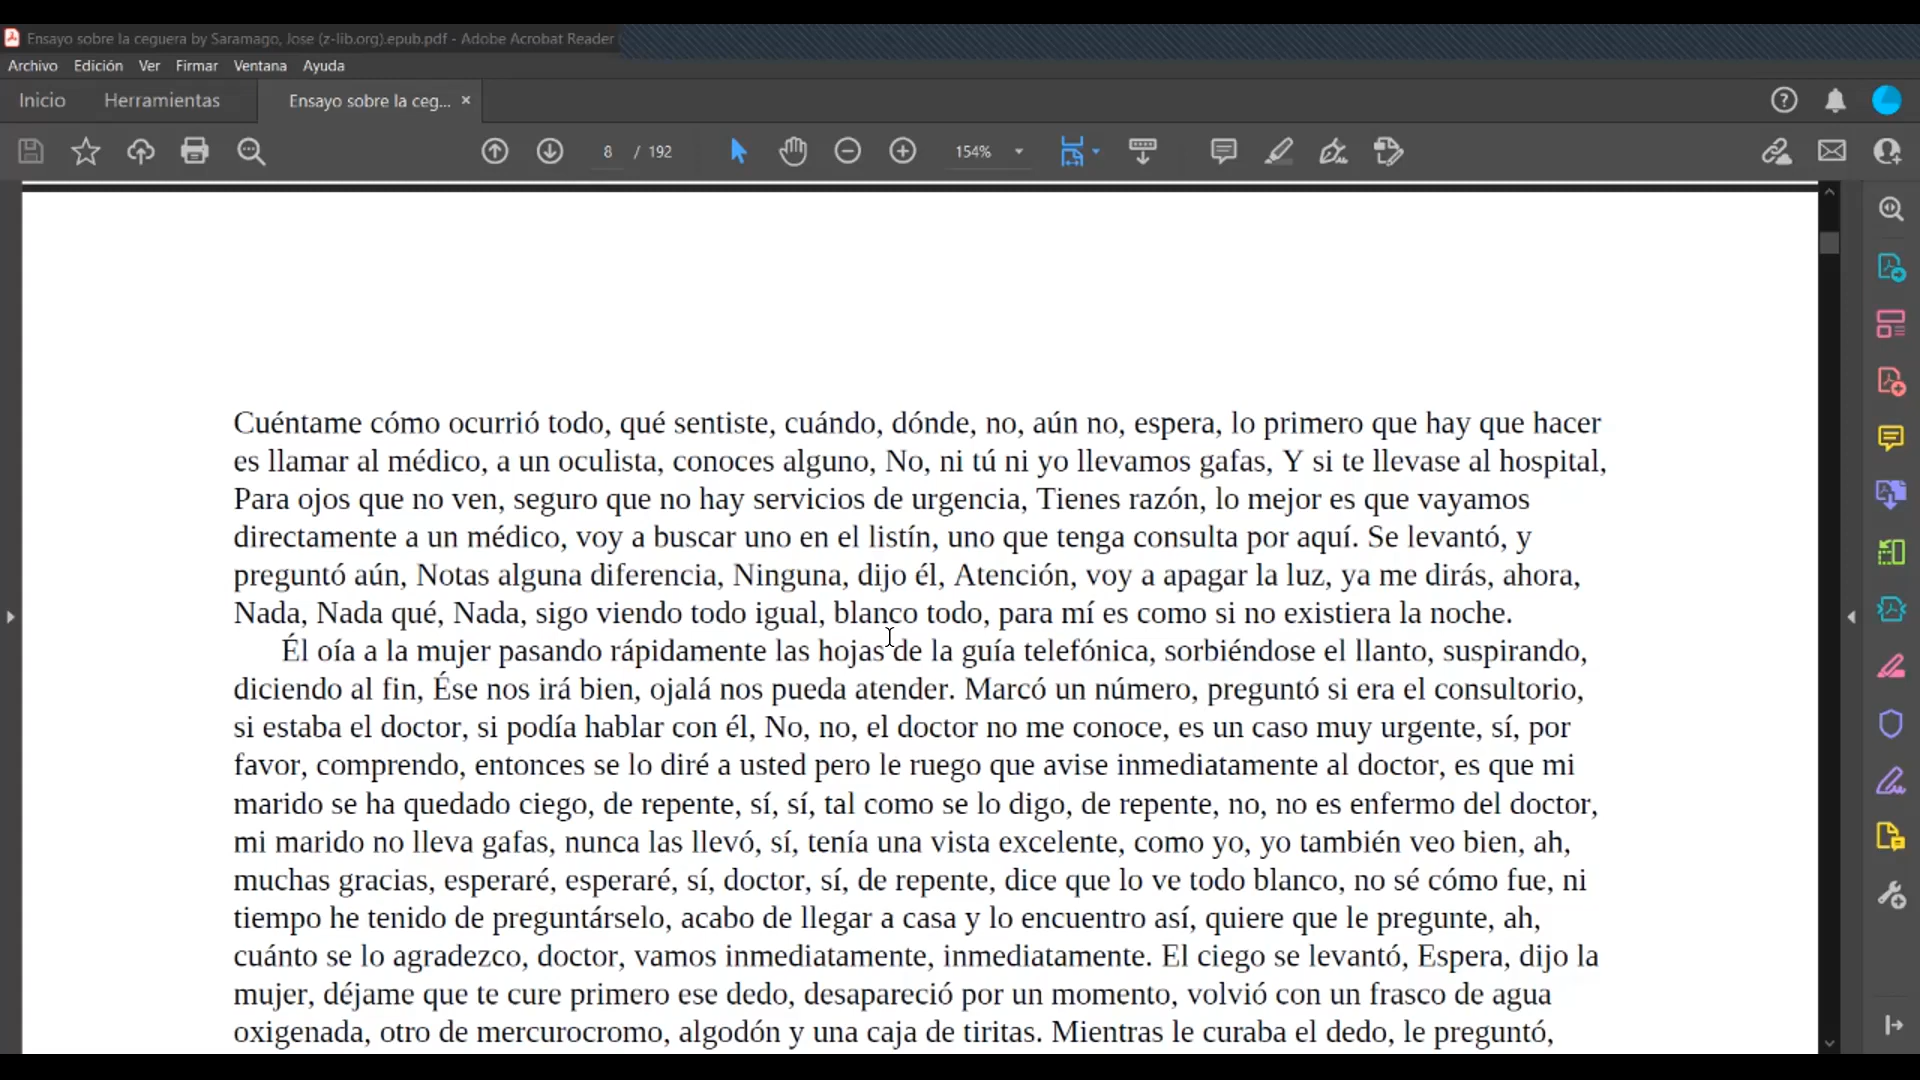 Ensayo sobre la ceguera by Saramago, Jose (z-lib.org).epub.pdf - Adobe Acrobat Reader
Archivo Edición Ver Firmar Ventana Ayuda
Inicio Herramientas Ensayo sobre la ceg... ×
8 / 192 154%
Cuéntame cómo ocurrió todo, qué sentiste, cuándo, dónde, no, aún no, espera, lo primero que hay que hacer
es llamar al médico, a un oculista, conoces alguno, No, ni tú ni yo llevamos gafas, Y si te llevase al hospital,
Para ojos que no ven, seguro que no hay servicios de urgencia, Tienes razón, lo mejor es que vayamos
directamente a un médico, voy a buscar uno en el listín, uno que tenga consulta por aquí. Se levantó, y
preguntó aún, Notas alguna diferencia, Ninguna, dijo él, Atención, voy a apagar la luz, ya me dirás, ahora,
Nada, Nada qué, Nada, sigo viendo todo igual, blanco todo, para mí es como si no existiera la noche.
Él oía a la mujer pasando rápidamente las hojas de la guía telefónica, sorbiéndose el llanto, suspirando,
diciendo al fin, Ése nos irá bien, ojalá nos pueda atender. Marcó un número, preguntó si era el consultorio,
si estaba el doctor, si podía hablar con él, No, no, el doctor no me conoce, es un caso muy urgente, sí, por
favor, comprendo, entonces se lo diré a usted pero le ruego que avise inmediatamente al doctor, es que mi
marido se ha quedado ciego, de repente, sí, sí, tal como se lo digo, de repente, no, no es enfermo del doctor,
mi marido no lleva gafas, nunca las llevó, sí, tenía una vista excelente, como yo, yo también veo bien, ah,
muchas gracias, esperaré, esperaré, sí, doctor, sí, de repente, dice que lo ve todo blanco, no sé cómo fue, ni
tiempo he tenido de preguntárselo, acabo de llegar a casa y lo encuentro así, quiere que le pregunte, ah,
cuánto se lo agradezco, doctor, vamos inmediatamente, inmediatamente. El ciego se levantó, Espera, dijo la
mujer, déjame que te cure primero ese dedo, desapareció por un momento, volvió con un frasco de agua
oxigenada, otro de mercurocromo, algodón y una caja de tiritas. Mientras le curaba el dedo, le preguntó,